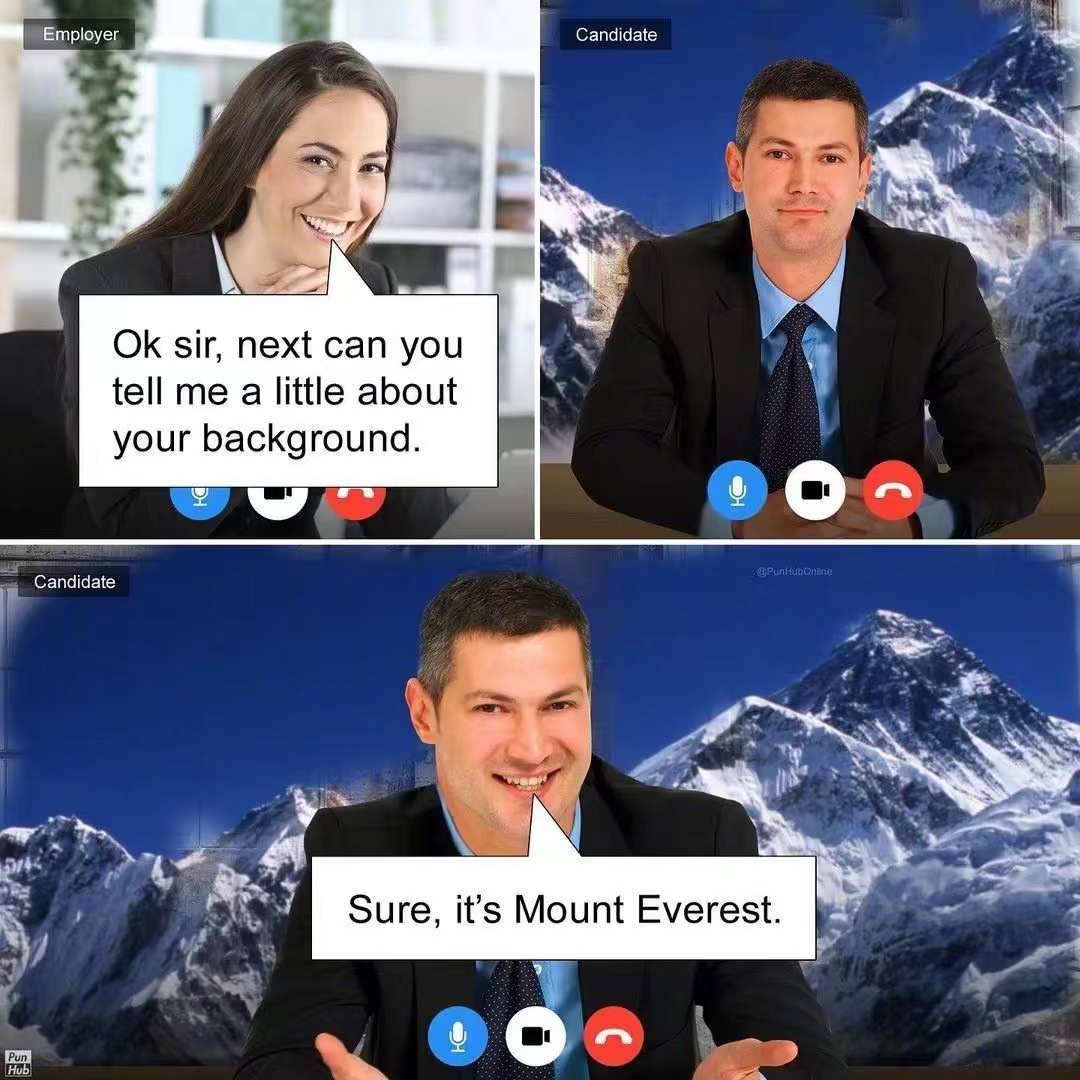 Employer
Ok sir, next can you
tell me a little about
your background.
Candidate
Candidate
@PunHubOnline
Sure, it's Mount Everest.
Pun
Hub